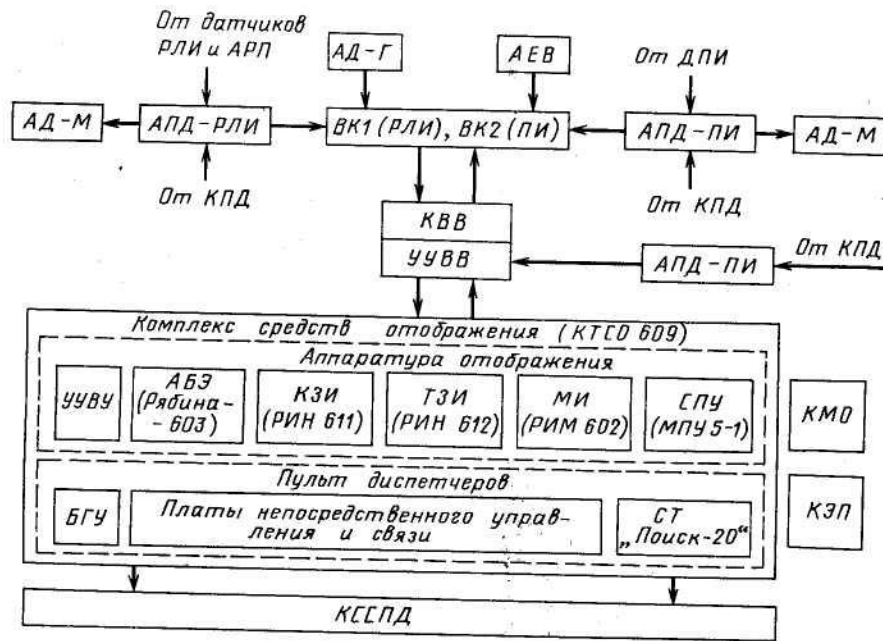 От датчиков
РЛИ и АРП
АД-Г
АЕВ
От ДПИ
АД-М
АПД-РЛИ
ВК1 (РЛИ), ВК2 (ПИ)
АПД-ПИ
АД-М
От КПД
От КПД
КВВ
УУВВ
АПД-ПИ
От КПД
Комплекс средств отображения (КТСО 609)
Аппаратура отображения
УУВУ
АБЭ
(Рябина-
-603)
КЗИ
(РИН 611)
ТЗИ
(РИН 612)
МИ
(РИМ 602)
СПУ
(МПУ 5-1)
КМО
Пульт диспетчеров
БГУ
Платы непосредственного управ-
ления и связи
СТ
„Поиск-20“
КЭП
КССПД